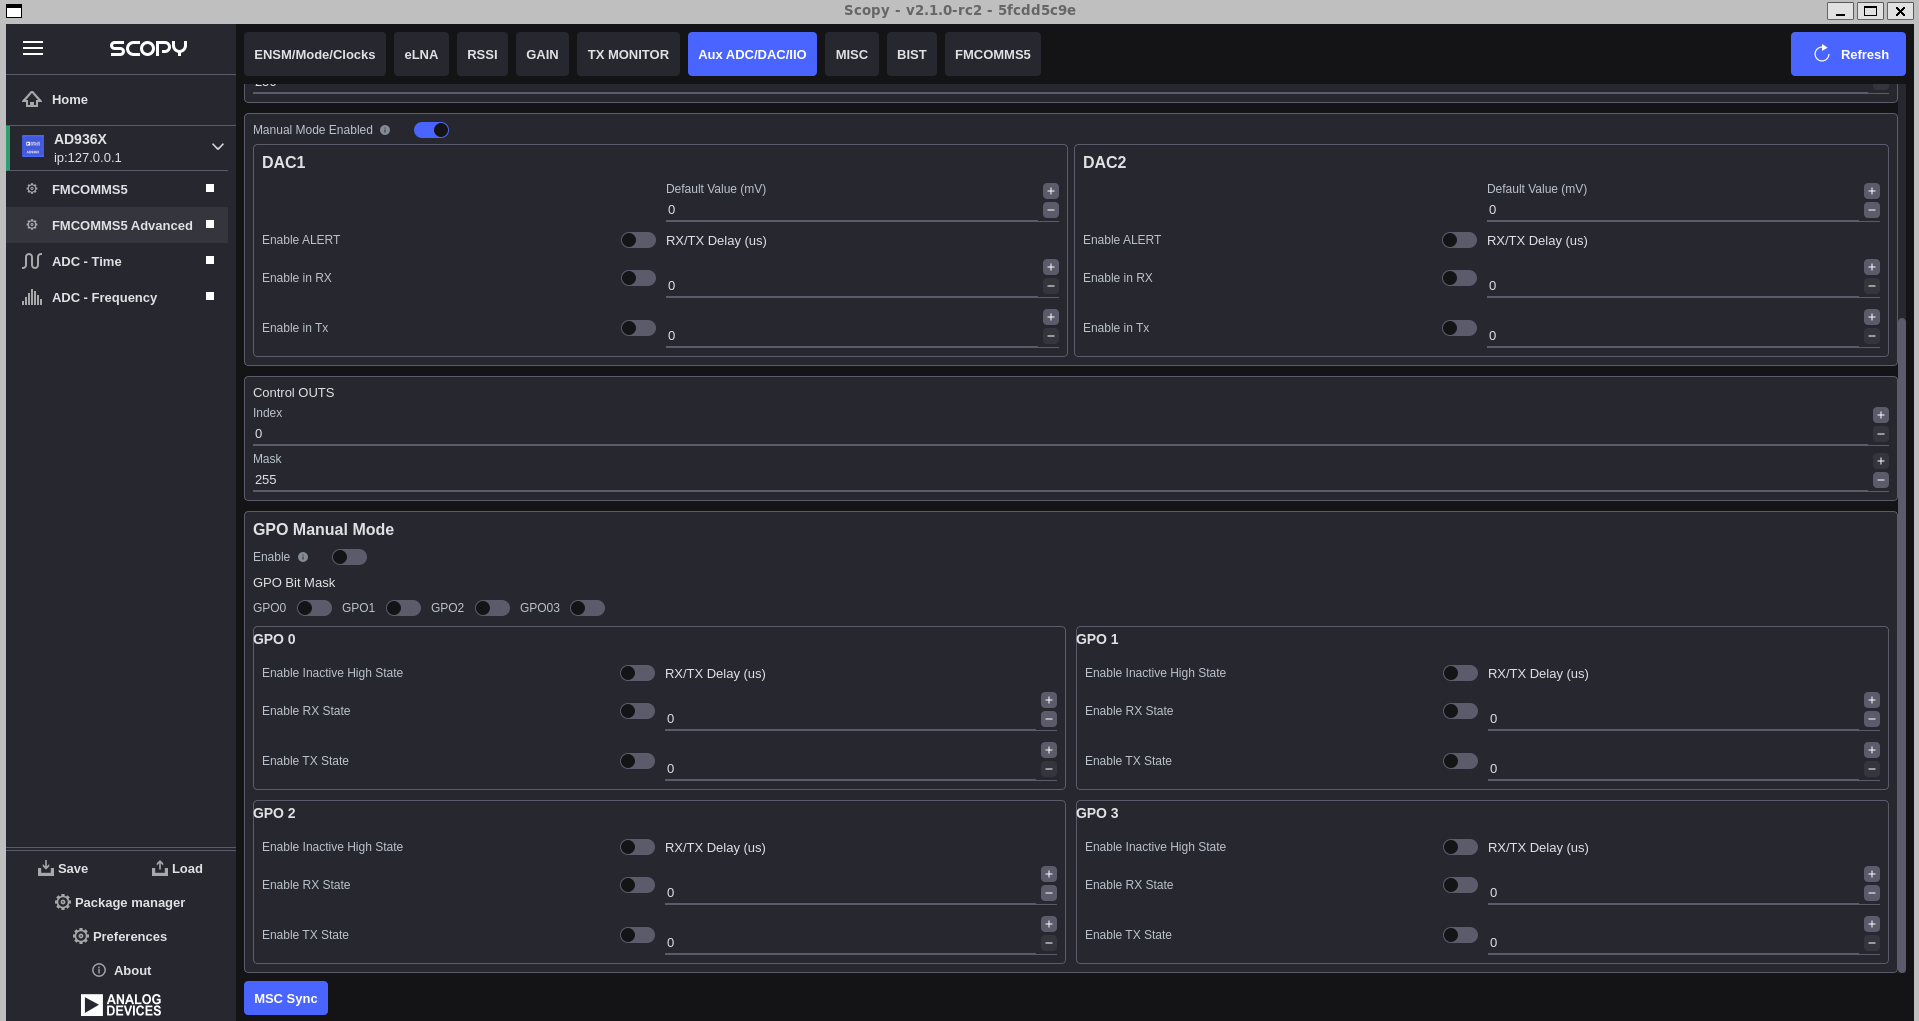 Scopy - v2.1.0-rc2 - 5fcdd5c9e
SCOPY
ENSM/Mode/Clocks eLNA RSSI GAIN TX MONITOR Aux ADC/DAC/IIO MISC BIST FMCOMMS5 Refresh
Home
AD936X
ip:127.0.0.1
FMCOMMS5
FMCOMMS5 Advanced
ADC - Time
ADC - Frequency
Save Load
Package manager
Preferences
About
ANALOG
DEVICES
Manual Mode Enabled
DAC1
Default Value (mV)
0
Enable ALERT RX/TX Delay (us)
Enable in RX 0
Enable in Tx 0
DAC2
Default Value (mV)
0
Enable ALERT RX/TX Delay (us)
Enable in RX 0
Enable in Tx 0
Control OUTS
Index
0
Mask
255
GPO Manual Mode
Enable
GPO Bit Mask
GPO0 GPO1 GPO2 GPO03
GPO 0
Enable Inactive High State RX/TX Delay (us)
Enable RX State 0
Enable TX State 0
GPO 1
Enable Inactive High State RX/TX Delay (us)
Enable RX State 0
Enable TX State 0
GPO 2
Enable Inactive High State RX/TX Delay (us)
Enable RX State 0
Enable TX State 0
GPO 3
Enable Inactive High State RX/TX Delay (us)
Enable RX State 0
Enable TX State 0
MSC Sync